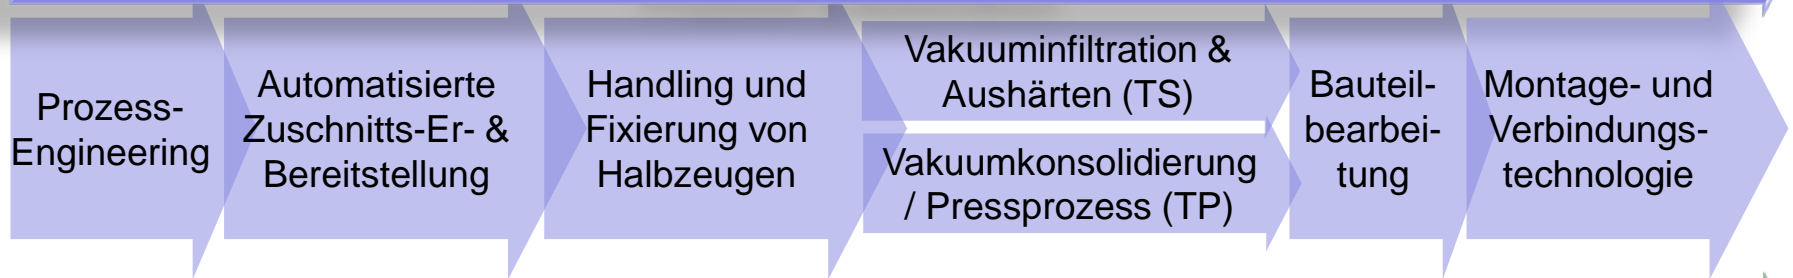 Prozess-
Engineering
Automatisierte
Zuschnitts-Er- &
Bereitstellung
Handling und
Fixierung von
Halbzeugen
Vakuuminfiltration &
Aushärten (TS)
Vakuumkonsolidierung
/ Pressprozess (TP)
Bauteil-
bearbei-
tung
Montage- und
Verbindungs-
technologie